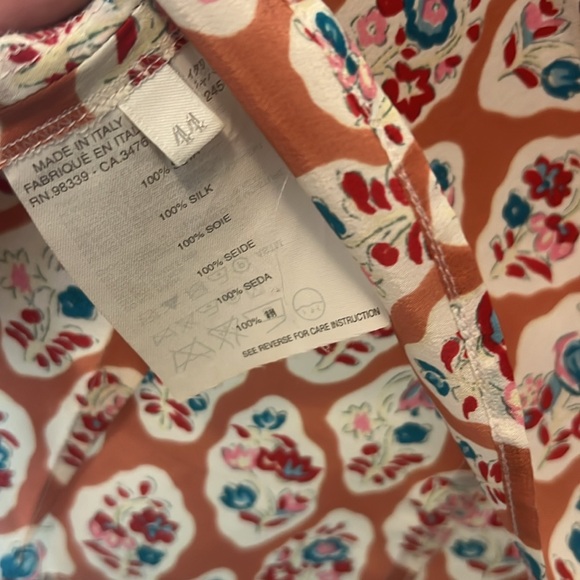 44
MADE IN ITALY
FABRIQUÉ EN ITAL
RN.98339 - CA.3476
245
100%
100% SILK
100% SOIE
100% SEIDE
100% SEDA
100%
SEE REVERSE FOR CARE INSTRUCTION